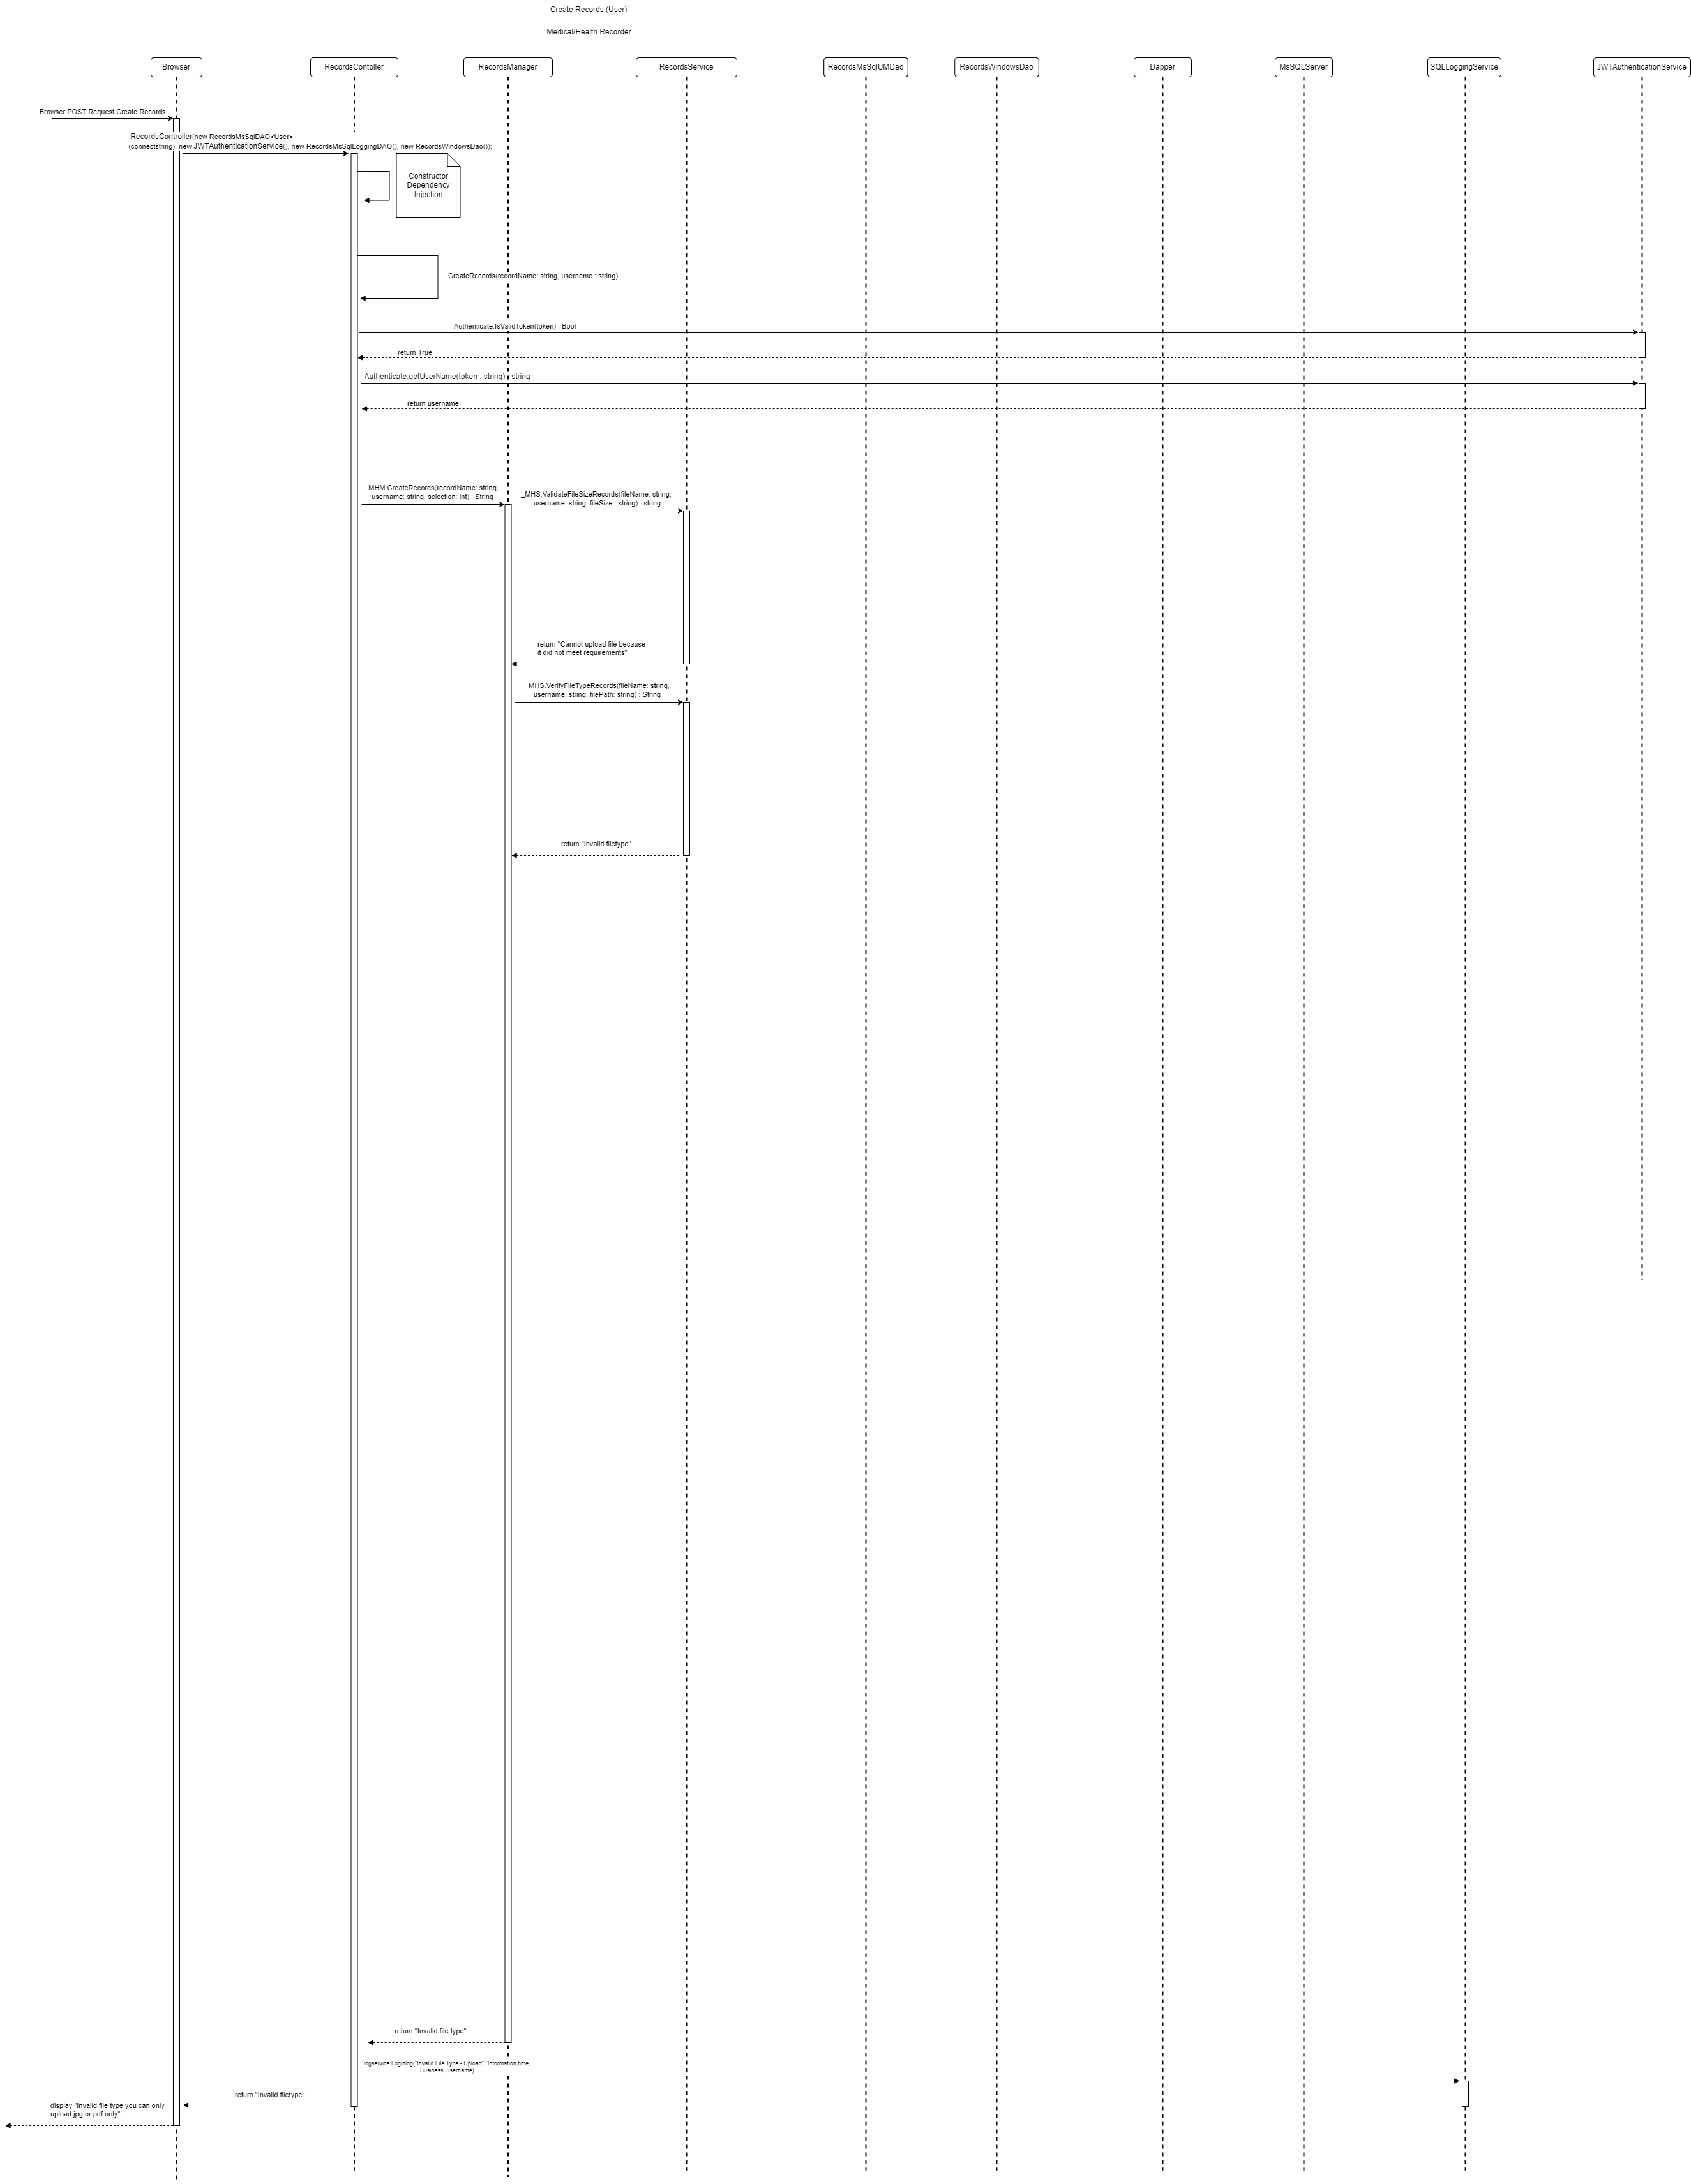 Create Records (User)
Medical/Health Recorder
Browser
RecordsContoller
RecordsManager
RecordsService
RecordsMsSqlUMDao
RecordsWindowsDao
Dapper
MsSQLServer
SQLLoggingService
JWTAuthenticationService
Browser POST Request Create Records
RecordsController(new RecordsMsSqlDAO<User>
(connectstring), new JWTAuthenticationService(), new RecordsMsSqlLoggingDAO(), new RecordsWindowsDao());
Constructor
Dependency
Injection
CreateRecords(recordName: string, username : string)
Authenticate.IsValidToken(token) : Bool
return True
Authenticate.getUserName(token : string) : string
return username
_MHM.CreateRecords(recordName: string,
username: string, selection: int) : String
_MHS.ValidateFileSizeRecords(fileName: string,
username: string, fileSize : string) : string
return "Cannot upload file because
it did not meet requirements"
_MHS.VerifyFileTypeRecords(fileName: string,
username: string, filePath: string) : String
return "Invalid filetype"
return "Invalid file type"
logservice.Loginlog("Invalid File Type - Upload","Information,time,
Business, username)
return "Invalid filetype"
display "Invalid file type you can only
upload jpg or pdf only"